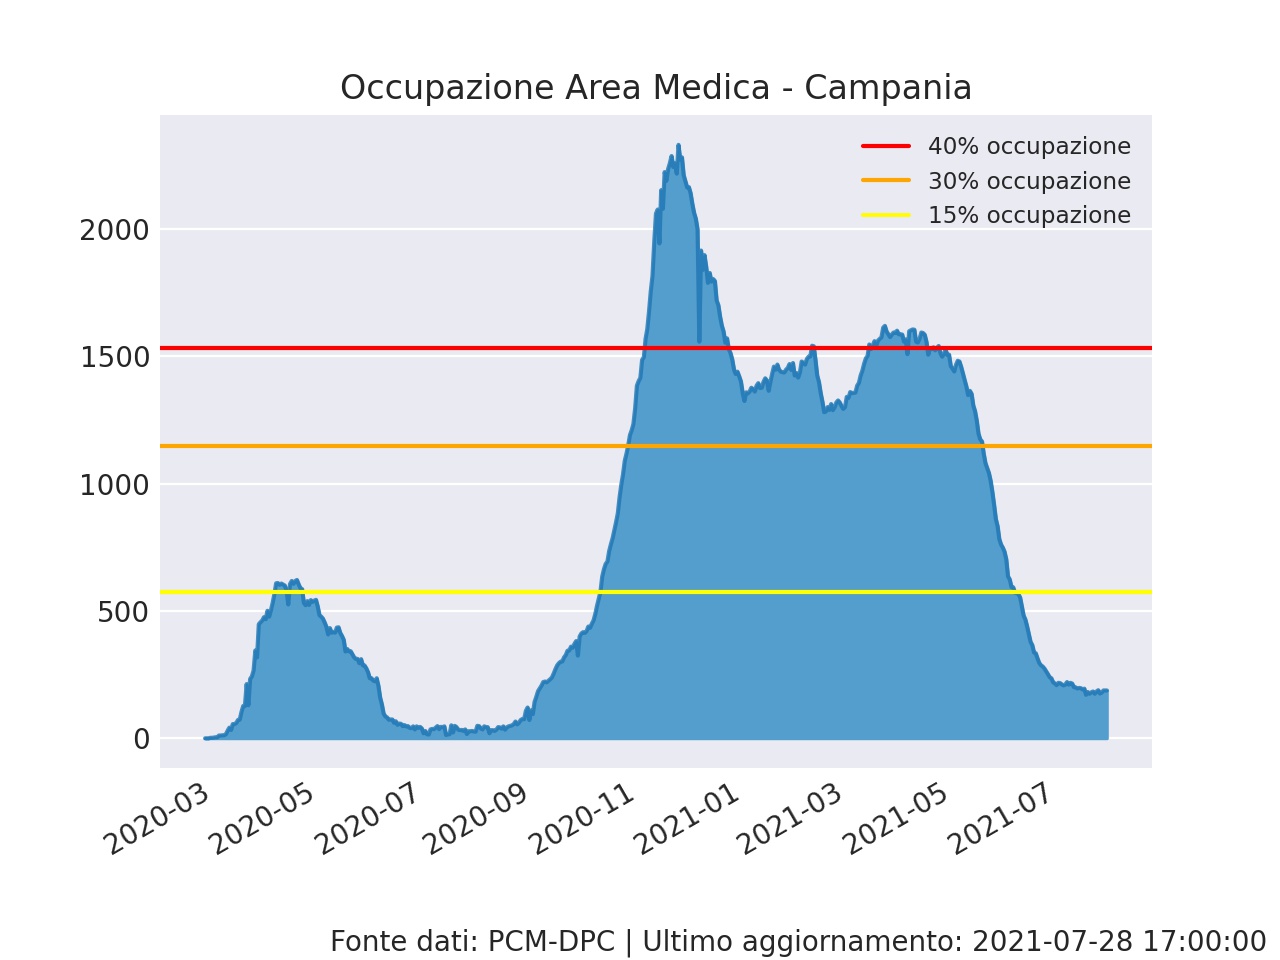 Occupazione Area Medica - Campania
40% occupazione
30% occupazione
15% occupazione
2000
1500
1000
500
0
2020-03
2020-05
2020-07
2020-09
2020-11
2021-01
2021-03
2021-05
2021-07
Fonte dati: PCM-DPC | Ultimo aggiornamento: 2021-07-28 17:00:00